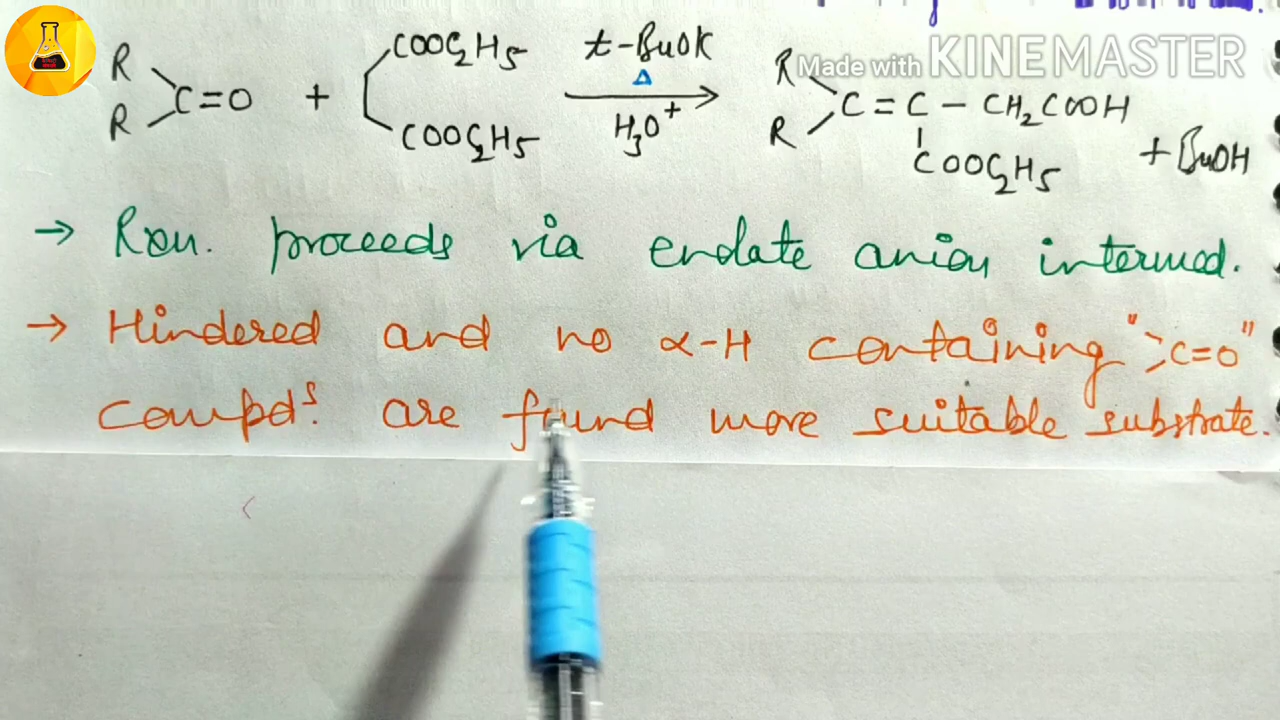 R
R
C=O + COOC2H5
COOC2H5
t-BuOK
Δ
H3O+
R
R
C=C-CH2COOH
COOC2H5
+ BuOH
Made with KINEMASTER
→ Rxn. proceeds via enolate anion intermed.
→ Hindered and no α-H containing ">C=O"
Compds. are found more suitable substrate.